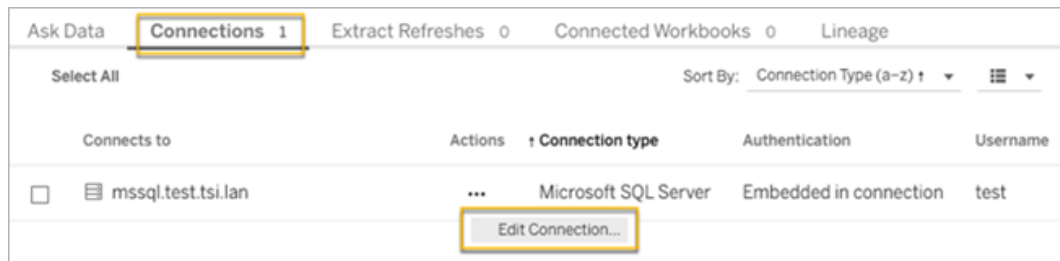 Ask Data Connections 1 Extract Refreshes 0 Connected Workbooks 0 Lineage
Select All Sort By: Connection Type (a–z) ↑
Connects to Actions ↑ Connection type Authentication Username
mssql.test.tsi.lan ... Microsoft SQL Server Embedded in connection test
Edit Connection...